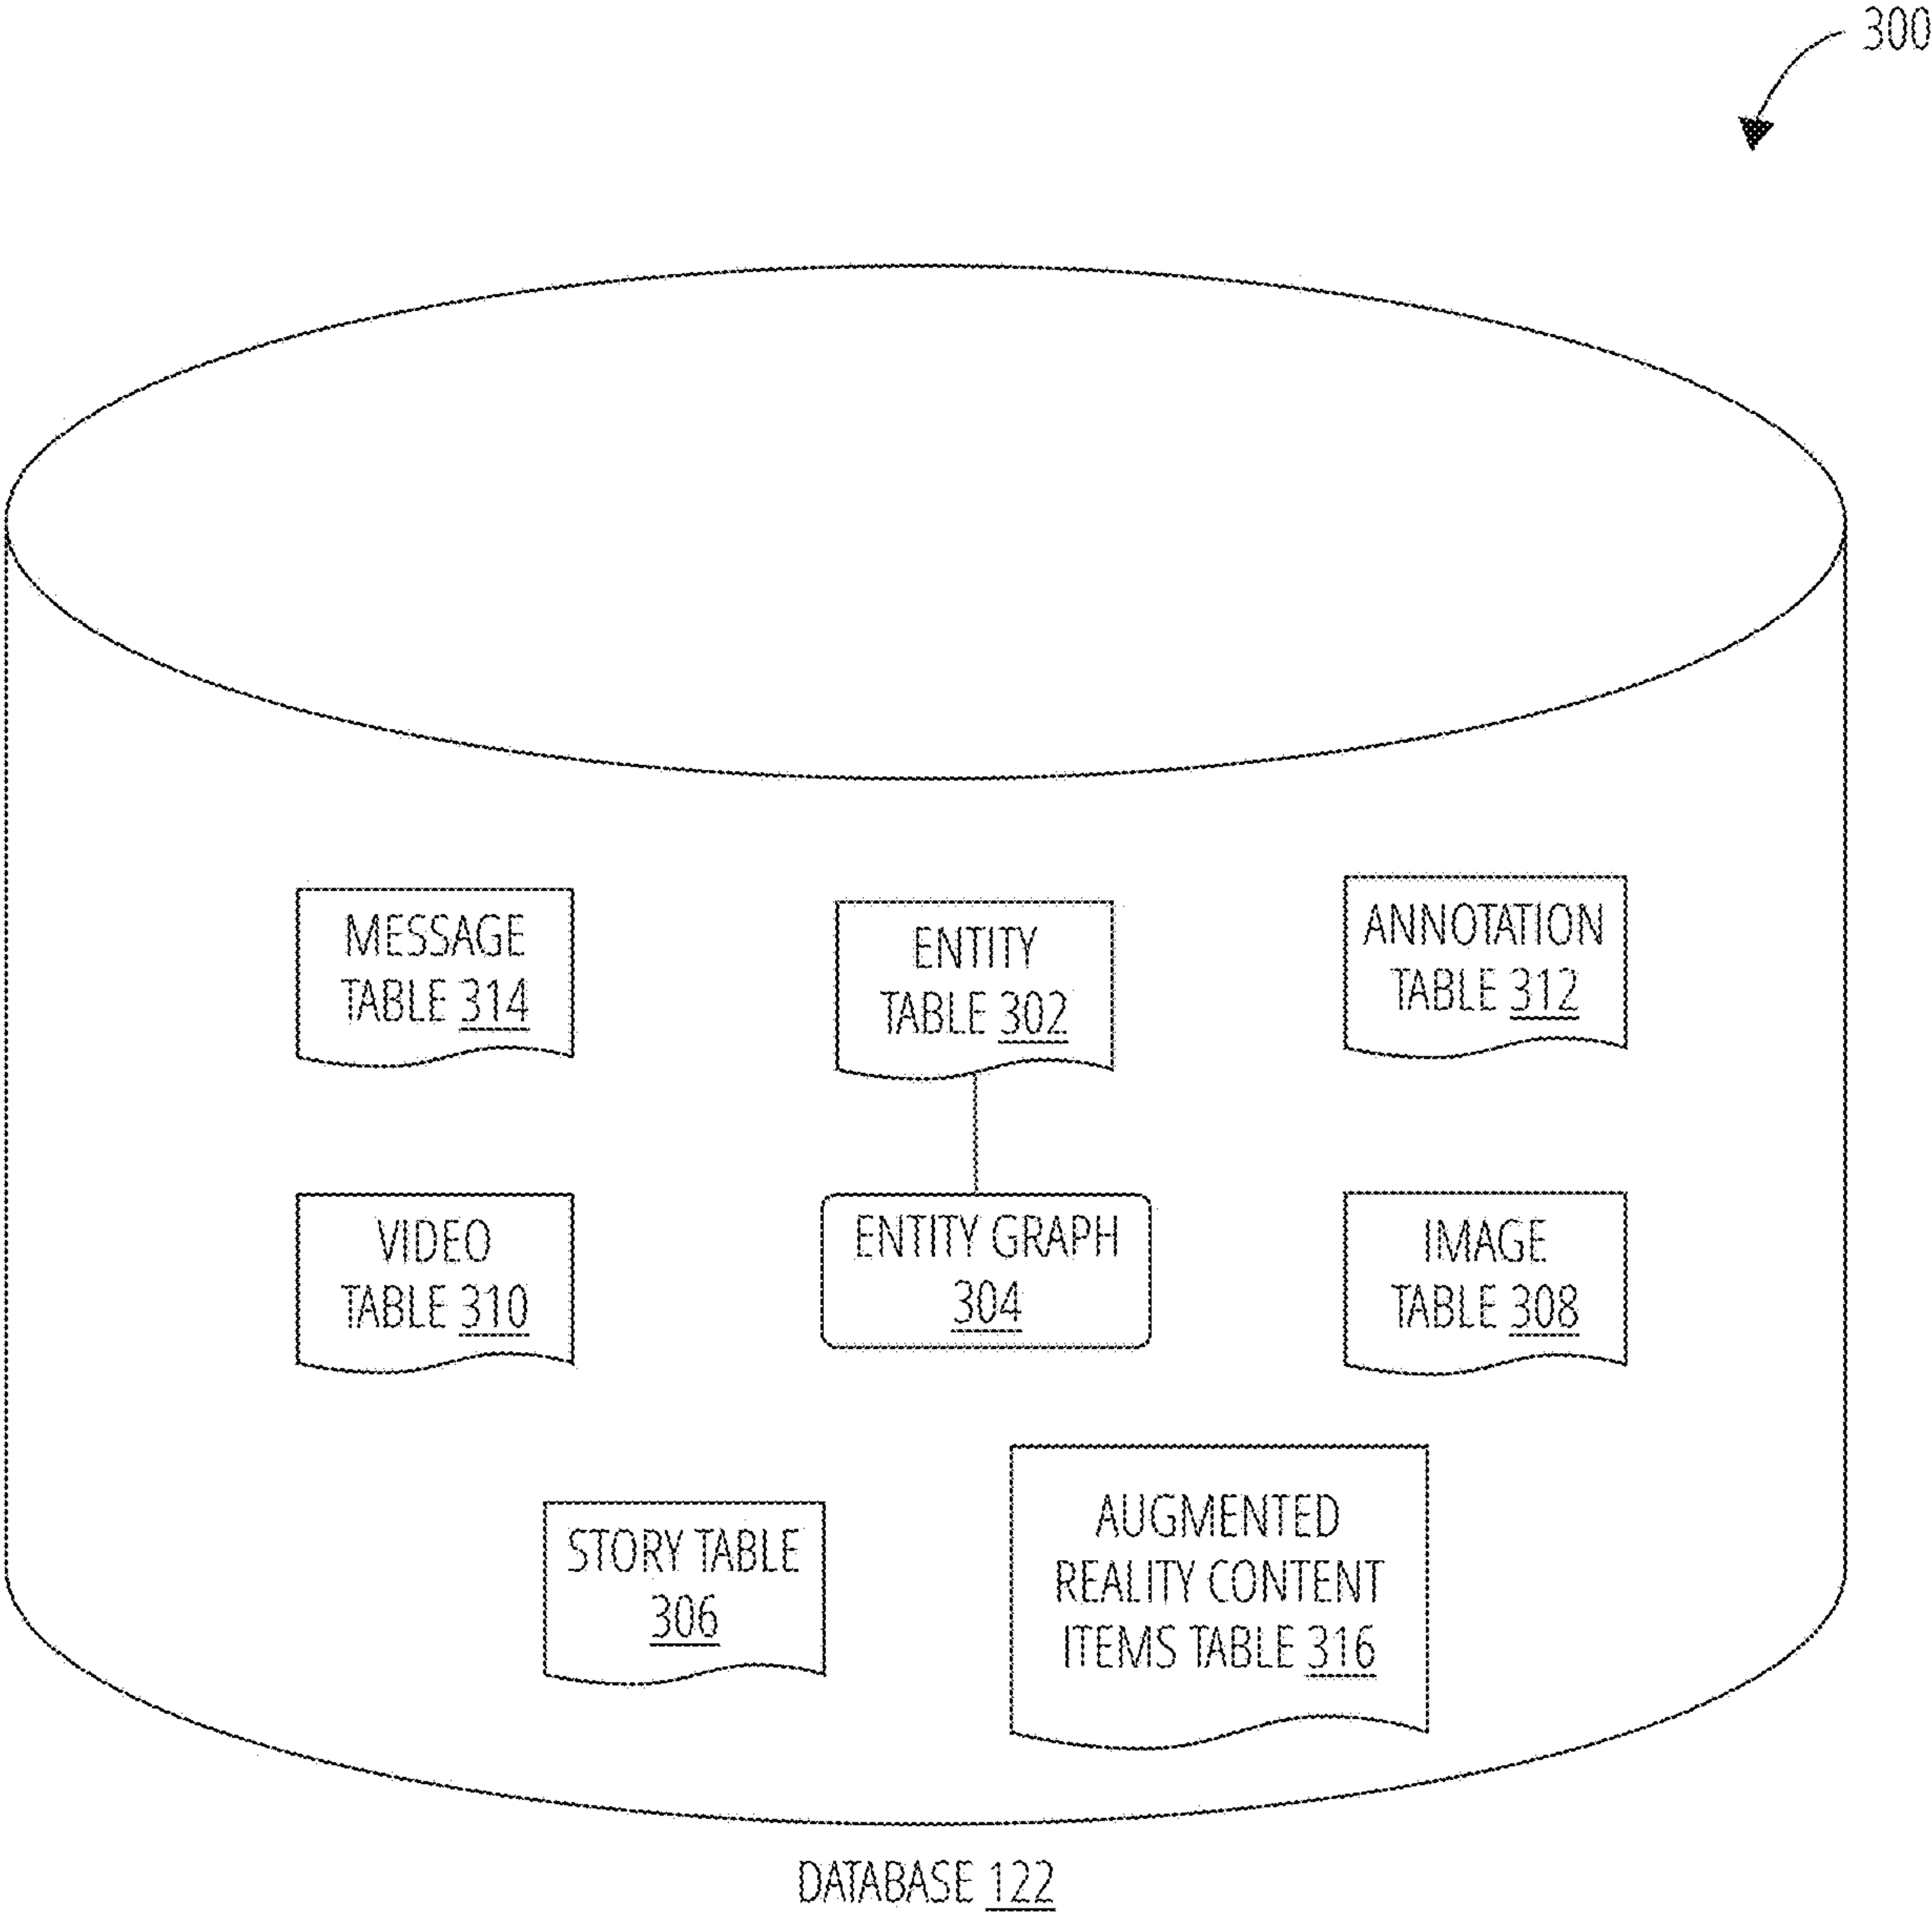 300
MESSAGE
TABLE 314
ENTITY
TABLE 302
ANNOTATION
TABLE 312
VIDEO
TABLE 310
ENTITY GRAPH
304
IMAGE
TABLE 308
STORY TABLE
306
AUGMENTED
REALITY CONTENT
ITEMS TABLE 316
DATABASE 122